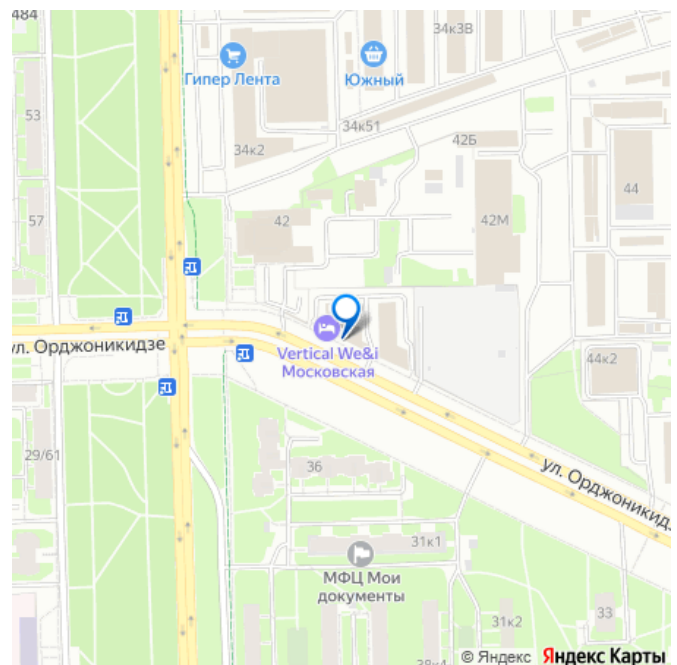 484
34к3В
Гипер Лента
Южный
53
34к51
42Б
34к2
44
57
42
42М
ул. Орджоникидзе
Vertical We&i
Московская
44к2
29/61
36
ул. Орджоникидз
31к1
МФЦ Мои
документы
33
31к2
38к4
© Яндекс Яндекс Карты